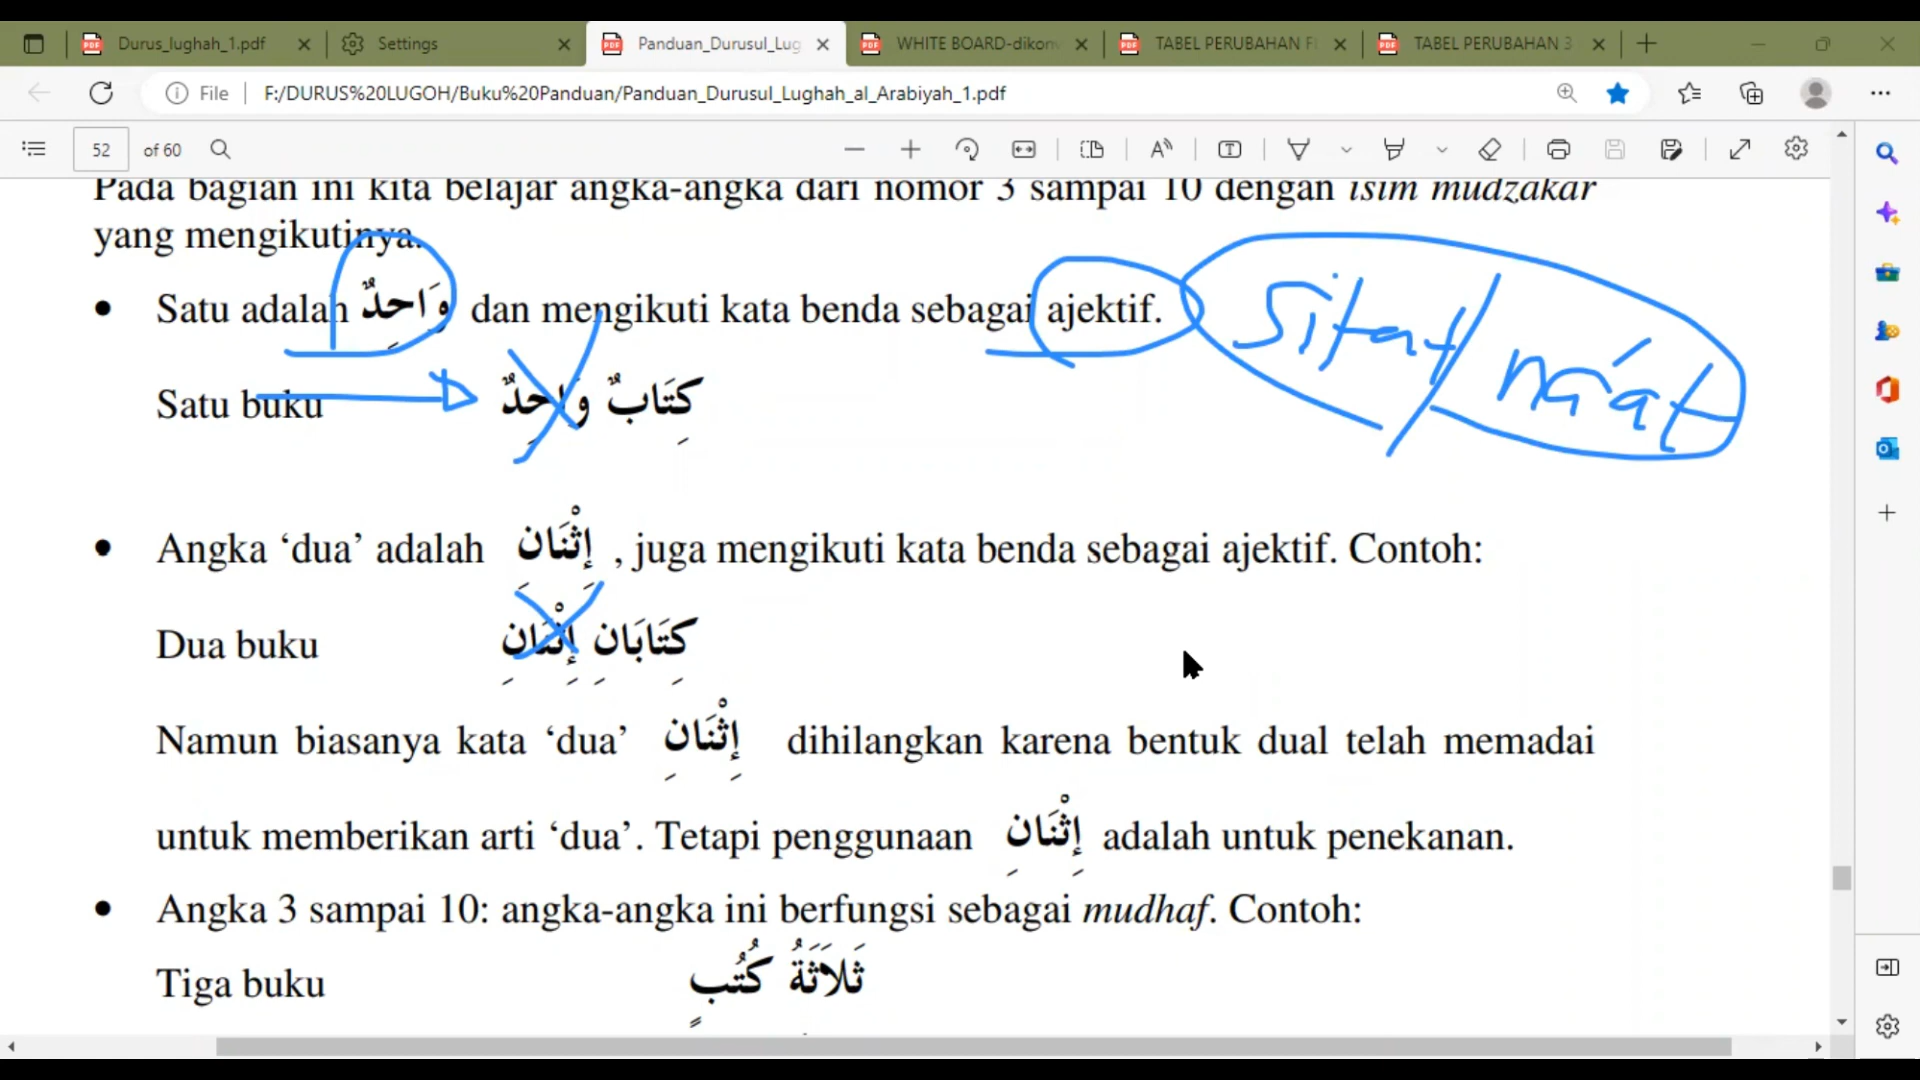 Durus_lughah_1.pdf
Settings
Panduan_Durusul_Lug
WHITE BOARD-dikon
TABEL PERUBAHAN F
TABEL PERUBAHAN 3
File F:/DURUS%20LUGOH/Buku%20Panduan/Panduan_Durusul_Lughah_al_Arabiyah_1.pdf
52 of 60
Pada bagian ini kita belajar angka-angka dari nomor 3 sampai 10 dengan isim mudzakar
yang mengikutinya.
• Satu adalah وَاحِدٌ dan mengikuti kata benda sebagai ajektif.
Sifat/na'at
Satu buku كِتَابٌ وَاحِدٌ
• Angka ‘dua’ adalah إِثْنَانِ , juga mengikuti kata benda sebagai ajektif. Contoh:
Dua buku كِتَابَانِ إِثْنَانِ
Namun biasanya kata ‘dua’ إِثْنَانِ dihilangkan karena bentuk dual telah memadai
untuk memberikan arti ‘dua’. Tetapi penggunaan إِثْنَانِ adalah untuk penekanan.
• Angka 3 sampai 10: angka-angka ini berfungsi sebagai mudhaf. Contoh:
Tiga buku ثَلاَثَةُ كُتُبٍ